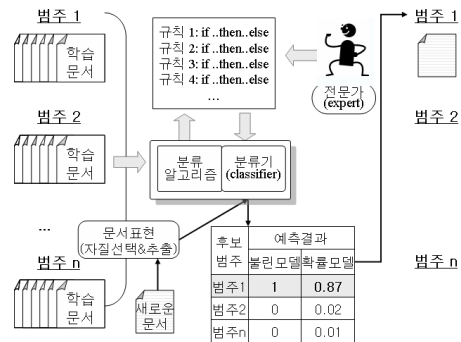 범주 1
학습
문서
범주 2
학습
문서
...
범주 n
학습
문서
규칙 1: if ..then..else
규칙 2: if ..then..else
규칙 3: if ..then..else
규칙 4: if ..then..else
...
전문가
(expert)
분류
알고리즘
분류기
(classifier)
문서표현
(자질선택&추출)
새로운
문서
후보
범주
예측결과
불린모델 확률모델
범주1 1 0.87
범주2 0 0.02
범주n 0 0.01
범주 1
범주 2
범주 n